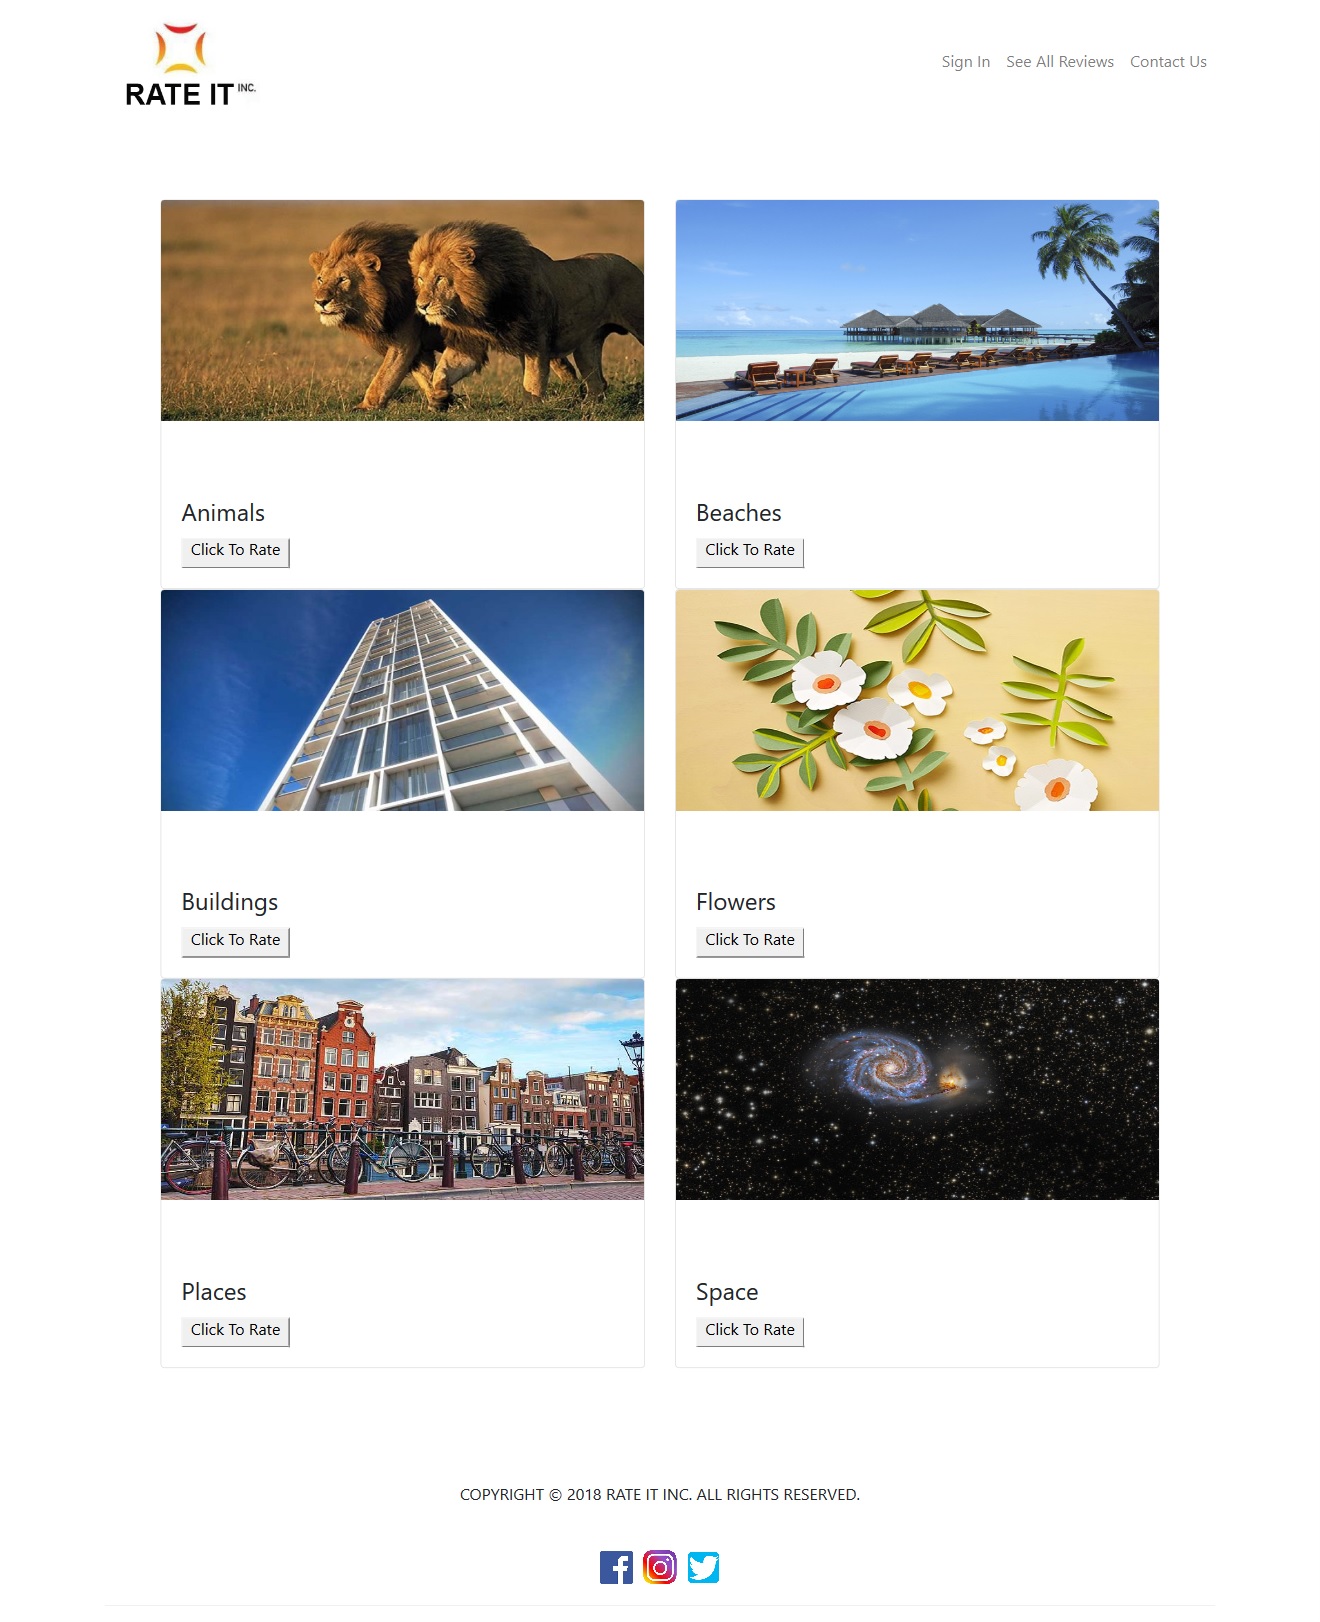 RATE IT INC.
Sign In See All Reviews Contact Us
Animals
Click To Rate
Beaches
Click To Rate
Buildings
Click To Rate
Flowers
Click To Rate
Places
Click To Rate
Space
Click To Rate
COPYRIGHT © 2018 RATE IT INC. ALL RIGHTS RESERVED.